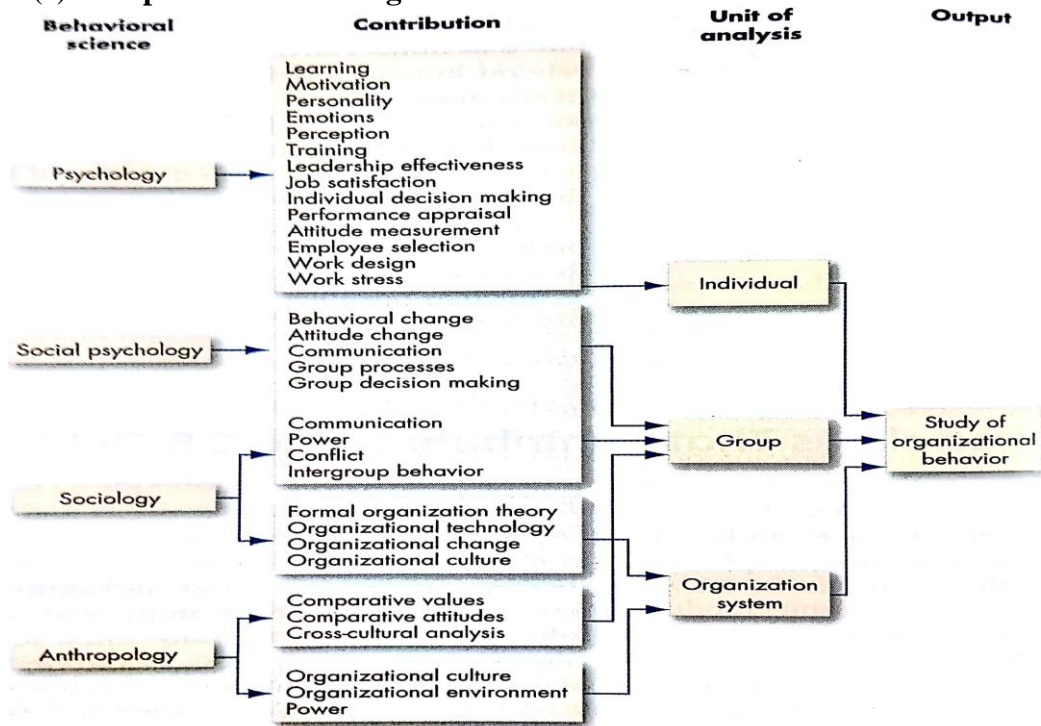 Behavioral science
Contribution
Unit of analysis
Output
Psychology
Learning
Motivation
Personality
Emotions
Perception
Training
Leadership effectiveness
Job satisfaction
Individual decision making
Performance appraisal
Attitude measurement
Employee selection
Work design
Work stress
Individual
Social psychology
Behavioral change
Attitude change
Communication
Group processes
Group decision making
Communication
Power
Conflict
Intergroup behavior
Group
Study of organizational behavior
Sociology
Formal organization theory
Organizational technology
Organizational change
Organizational culture
Organization system
Anthropology
Comparative values
Comparative attitudes
Cross-cultural analysis
Organizational culture
Organizational environment
Power